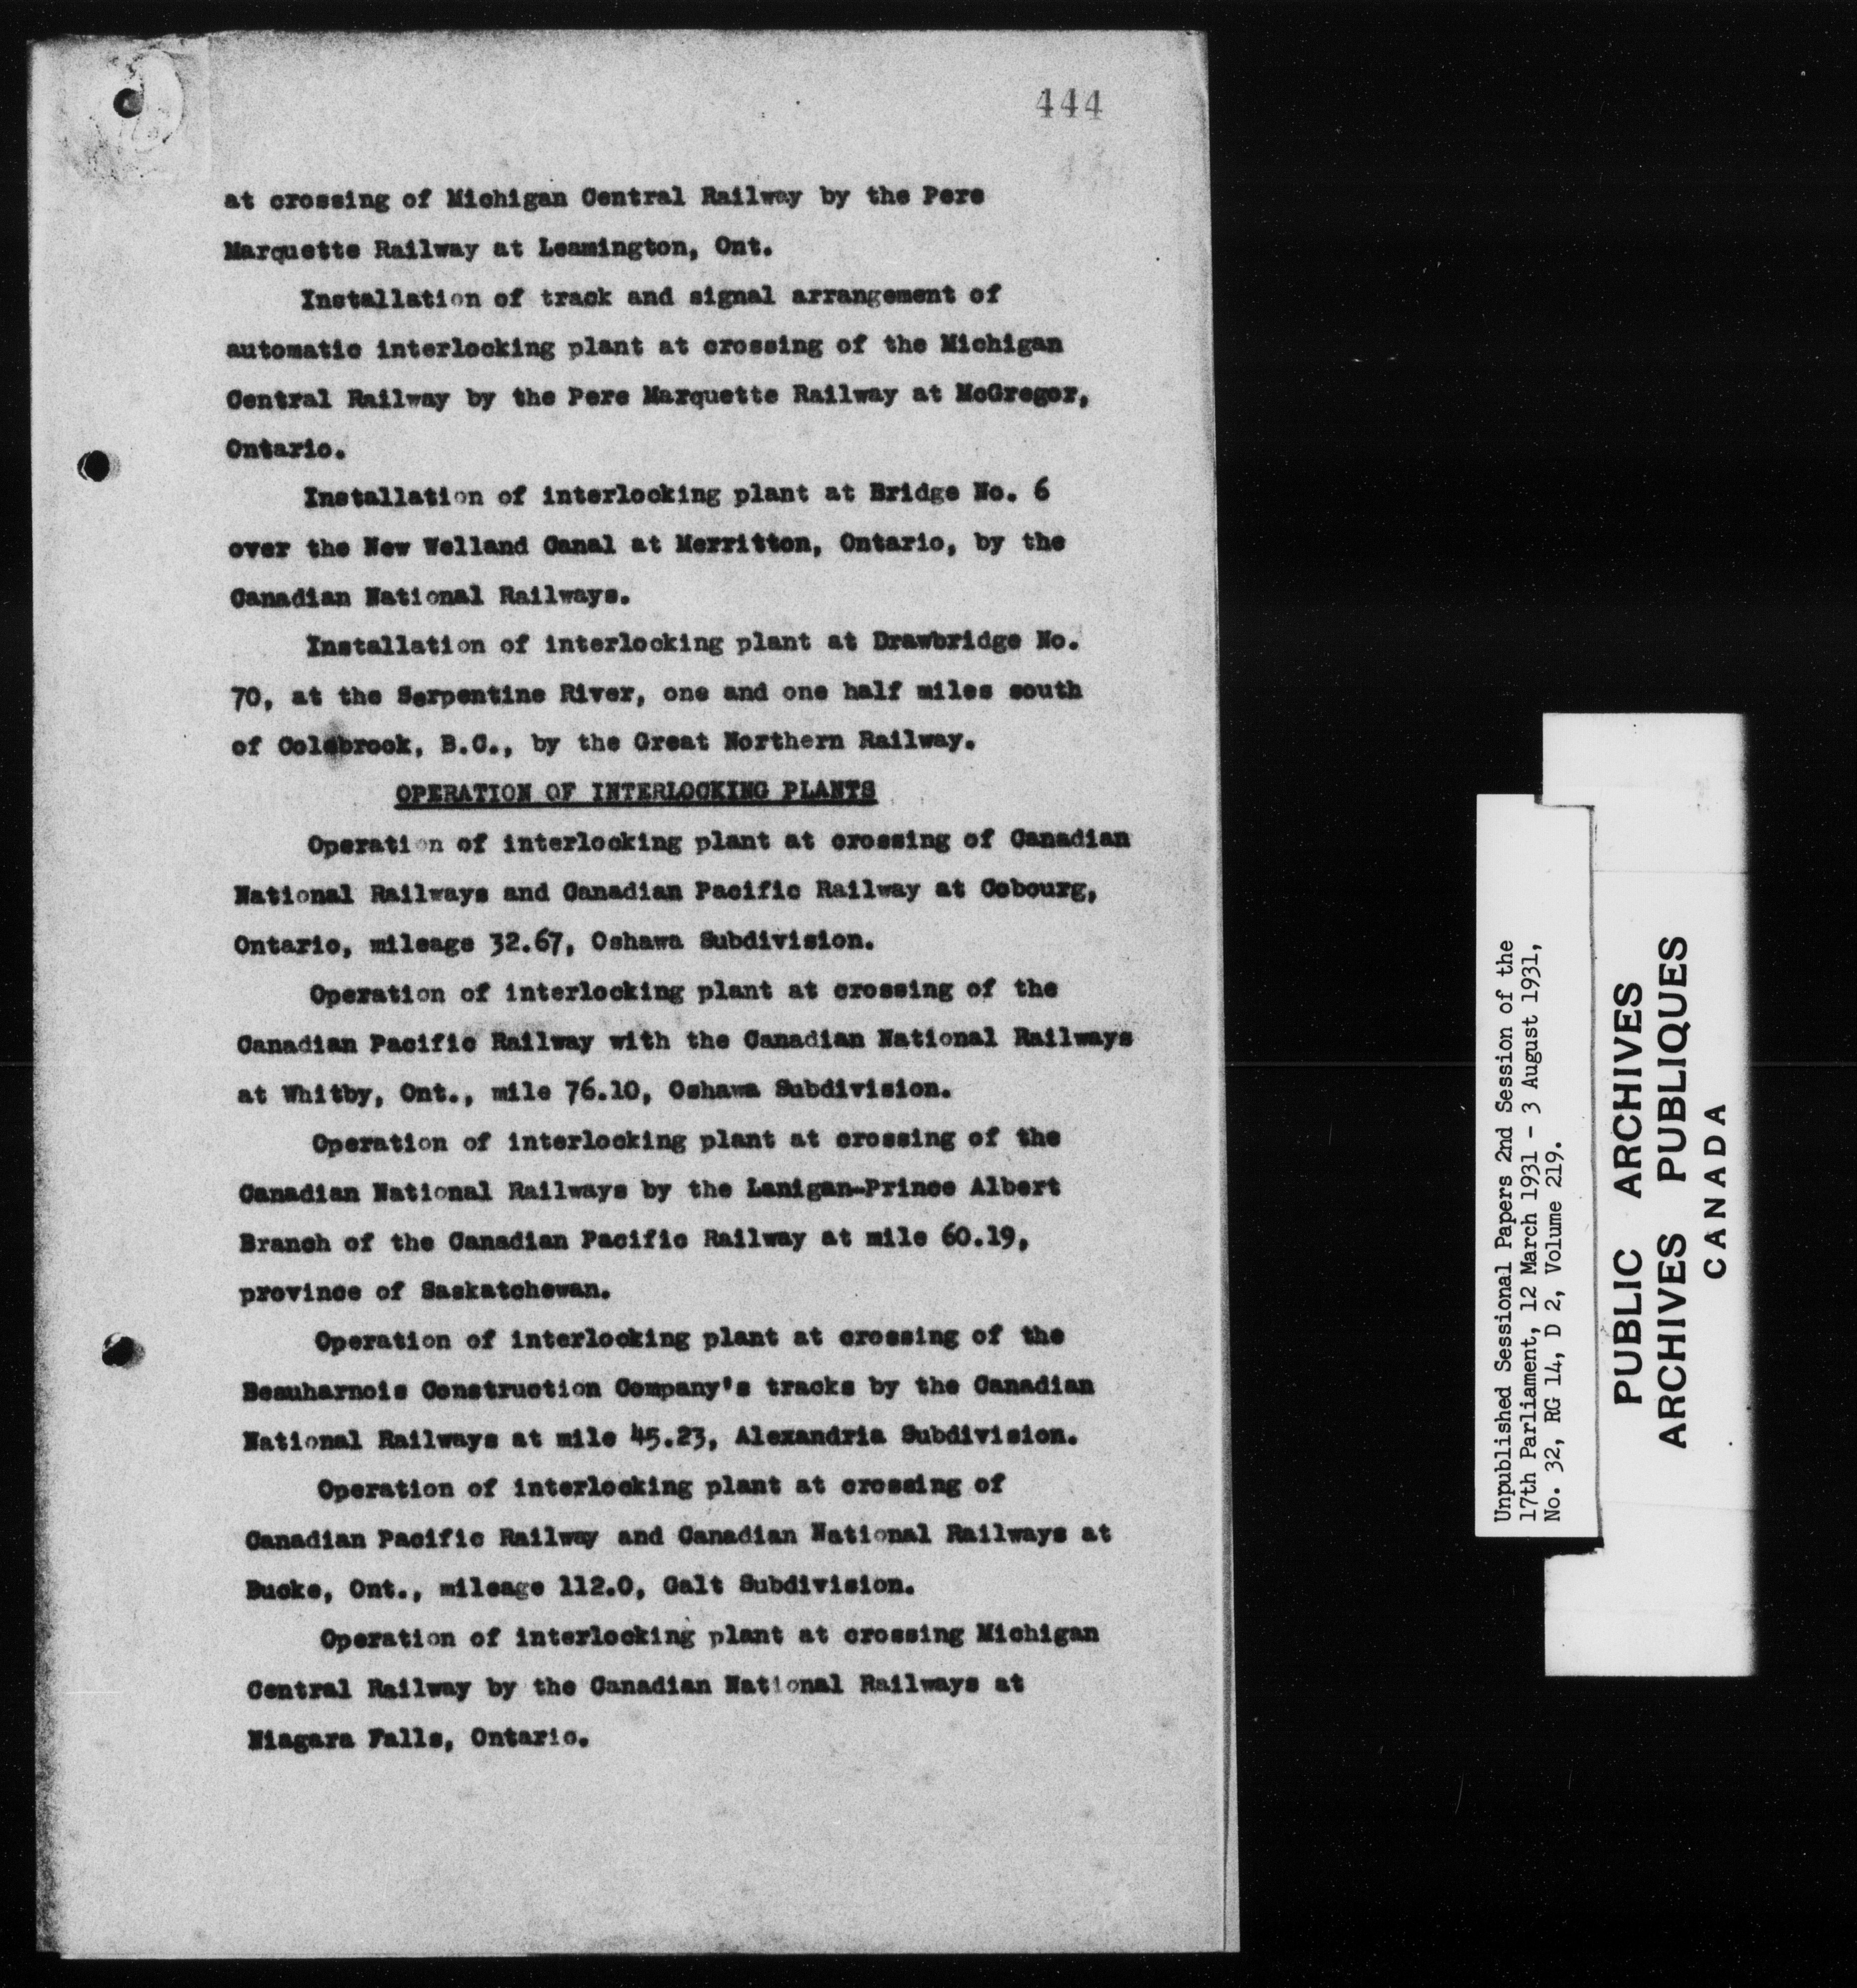 444
at crossing of Michigan Central Railway by the Pere
Marquette Railway at Leamington, Ont.
Installation of track and signal arrangement of
automatic interlocking plant at crossing of the Michigan
Central Railway by the Pere Marquette Railway at McGregor,
Ontario.
Installation of interlocking plant at Bridge No. 6
over the New Welland Canal at Merritton, Ontario, by the
Canadian National Railways.
Installation of interlocking plant at Drawbridge No.
70, at the Serpentine River, one and one half miles south
of Colebrook, B.C., by the Great Northern Railway.
OPERATION OF INTERLOCKING PLANTS
Operation of interlocking plant at crossing of Canadian
National Railways and Canadian Pacific Railway at Cobourg,
Ontario, mileage 32.67, Oshawa Subdivision.
Operation of interlocking plant at crossing of the
Canadian Pacific Railway with the Canadian National Railways
at Whitby, Ont., mile 76.10, Oshawa Subdivision.
Operation of interlocking plant at crossing of the
Canadian National Railways by the Lanigan-Prince Albert
Branch of the Canadian Pacific Railway at mile 60.19,
province of Saskatchewan.
Operation of interlocking plant at crossing of the
Beauharnois Construction Company's tracks by the Canadian
National Railways at mile 45.23, Alexandria Subdivision.
Operation of interlocking plant at crossing of
Canadian Pacific Railway and Canadian National Railways at
Bucke, Ont., mileage 112.0, Galt Subdivision.
Operation of interlocking plant at crossing Michigan
Central Railway by the Canadian National Railways at
Niagara Falls, Ontario.
Unpublished Sessional Papers 2nd Session of the
17th Parliament, 12 March 1931 - 3 August 1931,
No. 32, RG 14, D 2, Volume 219.
PUBLIC ARCHIVES
ARCHIVES PUBLIQUES
CANADA